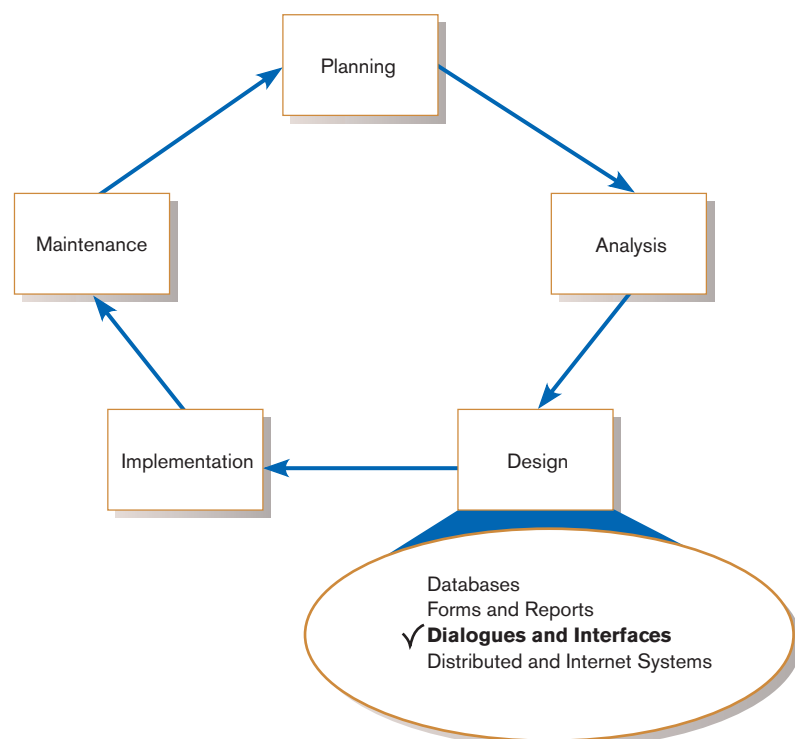 Planning
Maintenance
Analysis
Implementation
Design
Databases
Forms and Reports
Dialogues and Interfaces
Distributed and Internet Systems